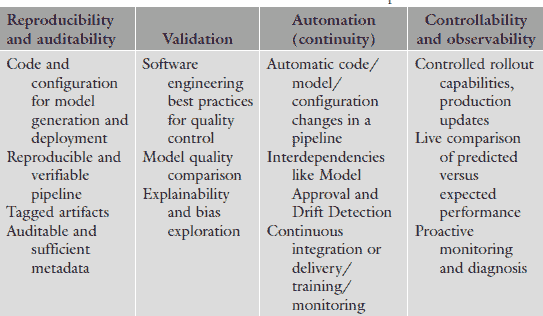 Reproducibility
and auditability
Validation
Automation
(continuity)
Controllability
and observability
Code and
configuration
for model
generation and
deployment
Reproducible and
verifiable
pipeline
Tagged artifacts
Auditable and
sufficient
metadata
Software
engineering
best practices
for quality
control
Model quality
comparison
Explainability
and bias
exploration
Automatic code/
model/
configuration
changes in a
pipeline
Interdependencies
like Model
Approval and
Drift Detection
Continuous
integration or
delivery/
training/
monitoring
Controlled rollout
capabilities,
production
updates
Live comparison
of predicted
versus
expected
performance
Proactive
monitoring
and diagnosis